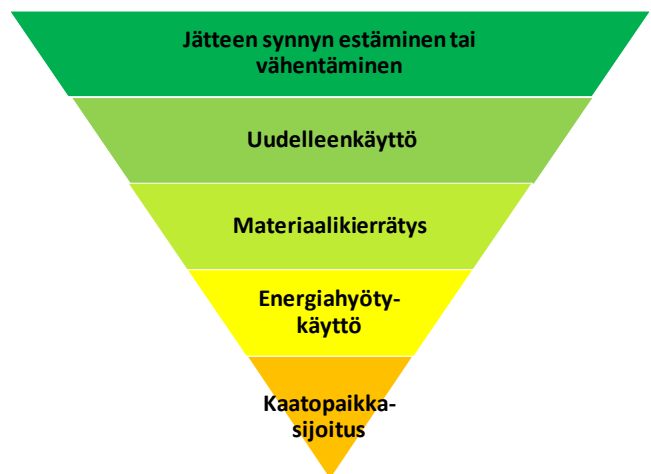 Jätteen synnyn estäminen tai
vähentäminen
Uudelleenkäyttö
Materiaalikierrätys
Energiahyöty-
käyttö
Kaatopaikka-
sijoitus